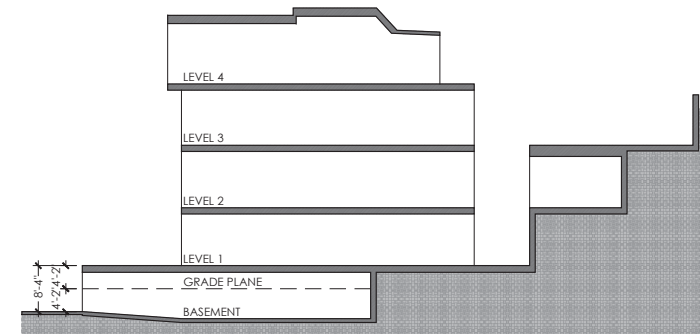 LEVEL 4
LEVEL 3
LEVEL 2
LEVEL 1
GRADE PLANE
BASEMENT
8'-4"
4'-2"
4'-2"